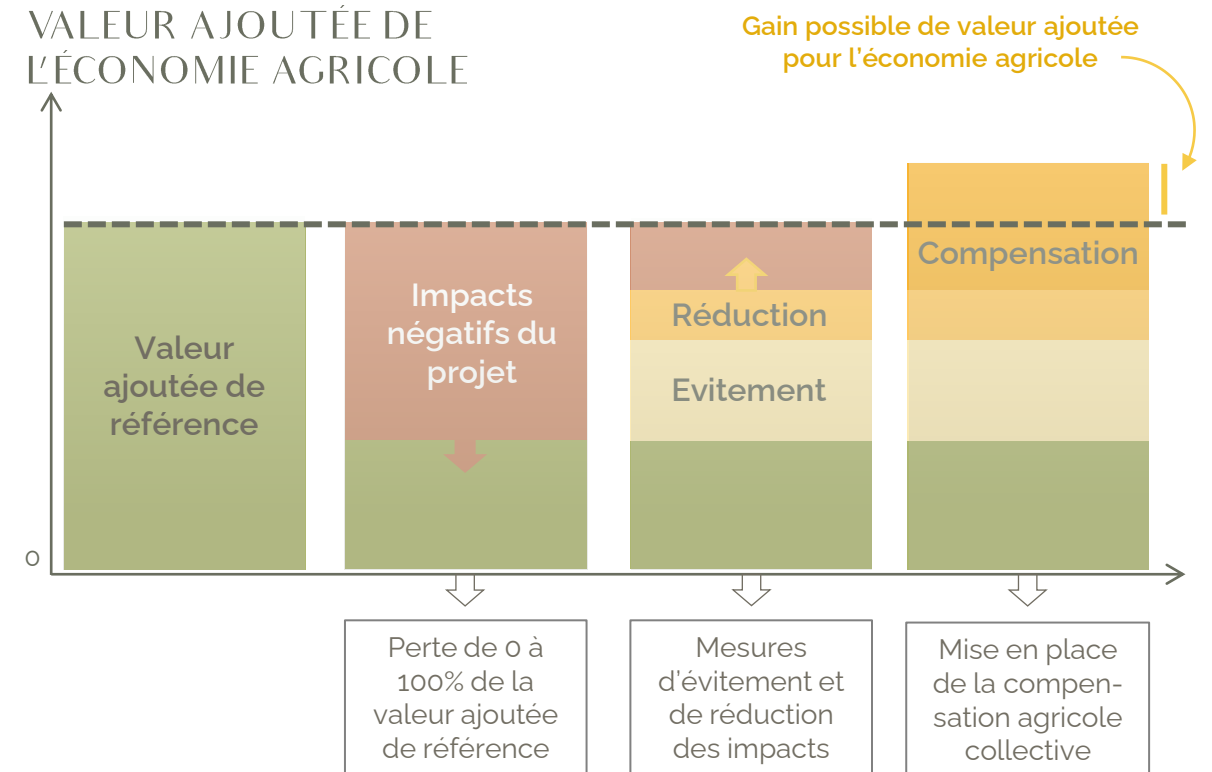 VALEUR AJOUTÉE DE
L'ÉCONOMIE AGRICOLE
Gain possible de valeur ajoutée
pour l'économie agricole
Valeur
ajoutée de
référence
Impacts
négatifs du
projet
Réduction
Evitement
Compensation
0
Perte de 0 à
100% de la
valeur ajoutée
de référence
Mesures
d'évitement et
de réduction
des impacts
Mise en place
de la compen-
sation agricole
collective